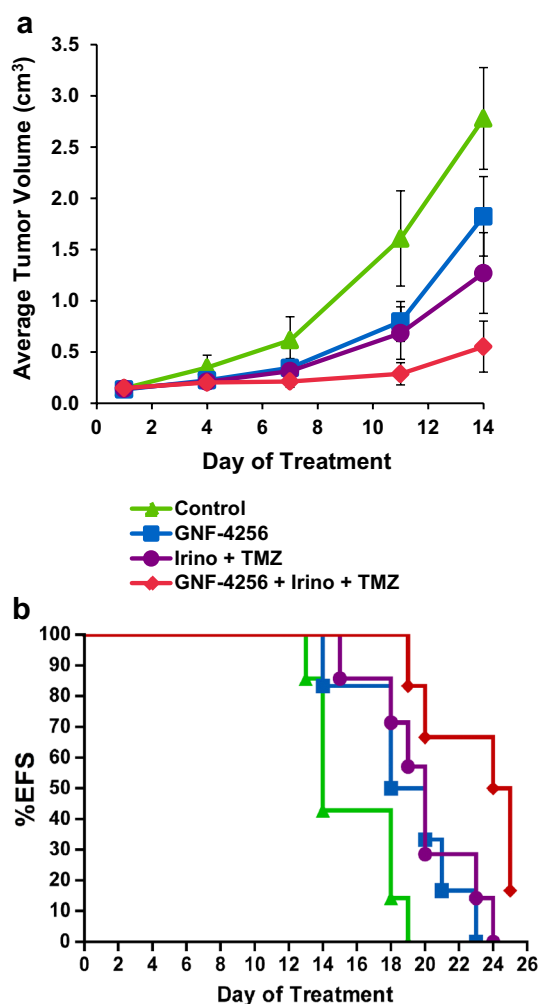 a
Average Tumor Volume (cm³)
3.5
3.0
2.5
2.0
1.5
1.0
0.5
0.0
0 2 4 6 8 10 12 14
Day of Treatment
Control
GNF-4256
Irino + TMZ
GNF-4256 + Irino + TMZ
b
%EFS
100
90
80
70
60
50
40
30
20
10
0
0 2 4 6 8 10 12 14 16 18 20 22 24 26
Day of Treatment